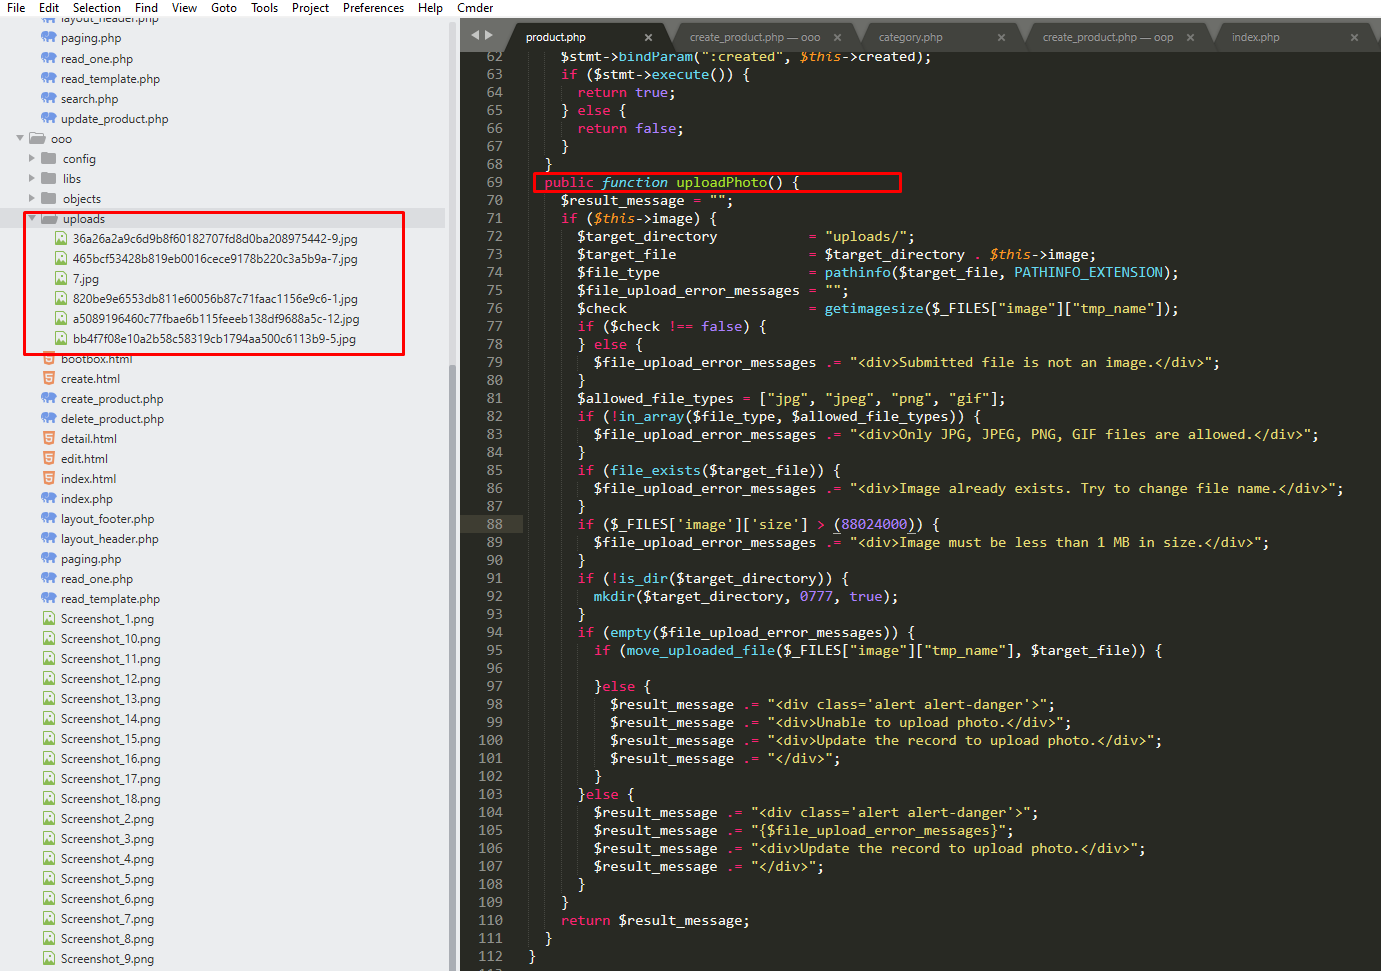 File Edit Selection Find View Goto Tools Project Preferences Help Cmder
layout_header.php
paging.php
read_one.php
read_template.php
search.php
update_product.php
ooo
config
libs
objects
uploads
36a26a2a9c6d9b8f60182707fd8d0ba208975442-9.jpg
465bcf53428b819eb0016cece9178b220c3a5b9a-7.jpg
7.jpg
820be9e6553db811e60056b87c71faac1156e9c6-1.jpg
a5089196460c77fbae6b115feeeb138df9688a5c-12.jpg
bb4f7f08e10a2b58c58319cb1794aa500c6113b9-5.jpg
bootbox.html
create.html
create_product.php
delete_product.php
detail.html
edit.html
index.html
index.php
layout_footer.php
layout_header.php
paging.php
read_one.php
read_template.php
Screenshot_1.png
Screenshot_10.png
Screenshot_11.png
Screenshot_12.png
Screenshot_13.png
Screenshot_14.png
Screenshot_15.png
Screenshot_16.png
Screenshot_17.png
Screenshot_18.png
Screenshot_2.png
Screenshot_3.png
Screenshot_4.png
Screenshot_5.png
Screenshot_6.png
Screenshot_7.png
Screenshot_8.png
Screenshot_9.png
product.php × create_product.php — ooo × category.php × create_product.php — oop × index.php ×
62 $stmt->bindParam(":created", $this->created);
63 if ($stmt->execute()) {
64 return true;
65 } else {
66 return false;
67 }
68 }
69 public function uploadPhoto() {
70 $result_message = "";
71 if ($this->image) {
72 $target_directory = "uploads/";
73 $target_file = $target_directory . $this->image;
74 $file_type = pathinfo($target_file, PATHINFO_EXTENSION);
75 $file_upload_error_messages = "";
76 $check = getimagesize($_FILES["image"]["tmp_name"]);
77 if ($check !== false) {
78 } else {
79 $file_upload_error_messages .= "<div>Submitted file is not an image.</div>";
80 }
81 $allowed_file_types = ["jpg", "jpeg", "png", "gif"];
82 if (!in_array($file_type, $allowed_file_types)) {
83 $file_upload_error_messages .= "<div>Only JPG, JPEG, PNG, GIF files are allowed.</div>";
84 }
85 if (file_exists($target_file)) {
86 $file_upload_error_messages .= "<div>Image already exists. Try to change file name.</div>";
87 }
88 if ($_FILES['image']['size'] > (88024000)) {
89 $file_upload_error_messages .= "<div>Image must be less than 1 MB in size.</div>";
90 }
91 if (!is_dir($target_directory)) {
92 mkdir($target_directory, 0777, true);
93 }
94 if (empty($file_upload_error_messages)) {
95 if (move_uploaded_file($_FILES["image"]["tmp_name"], $target_file)) {
96
97 }else {
98 $result_message .= "<div class='alert alert-danger'>";
99 $result_message .= "<div>Unable to upload photo.</div>";
100 $result_message .= "<div>Update the record to upload photo.</div>";
101 $result_message .= "</div>";
102 }
103 }else {
104 $result_message .= "<div class='alert alert-danger'>";
105 $result_message .= "{$file_upload_error_messages}";
106 $result_message .= "<div>Update the record to upload photo.</div>";
107 $result_message .= "</div>";
108 }
109 }
110 return $result_message;
111 }
112 }